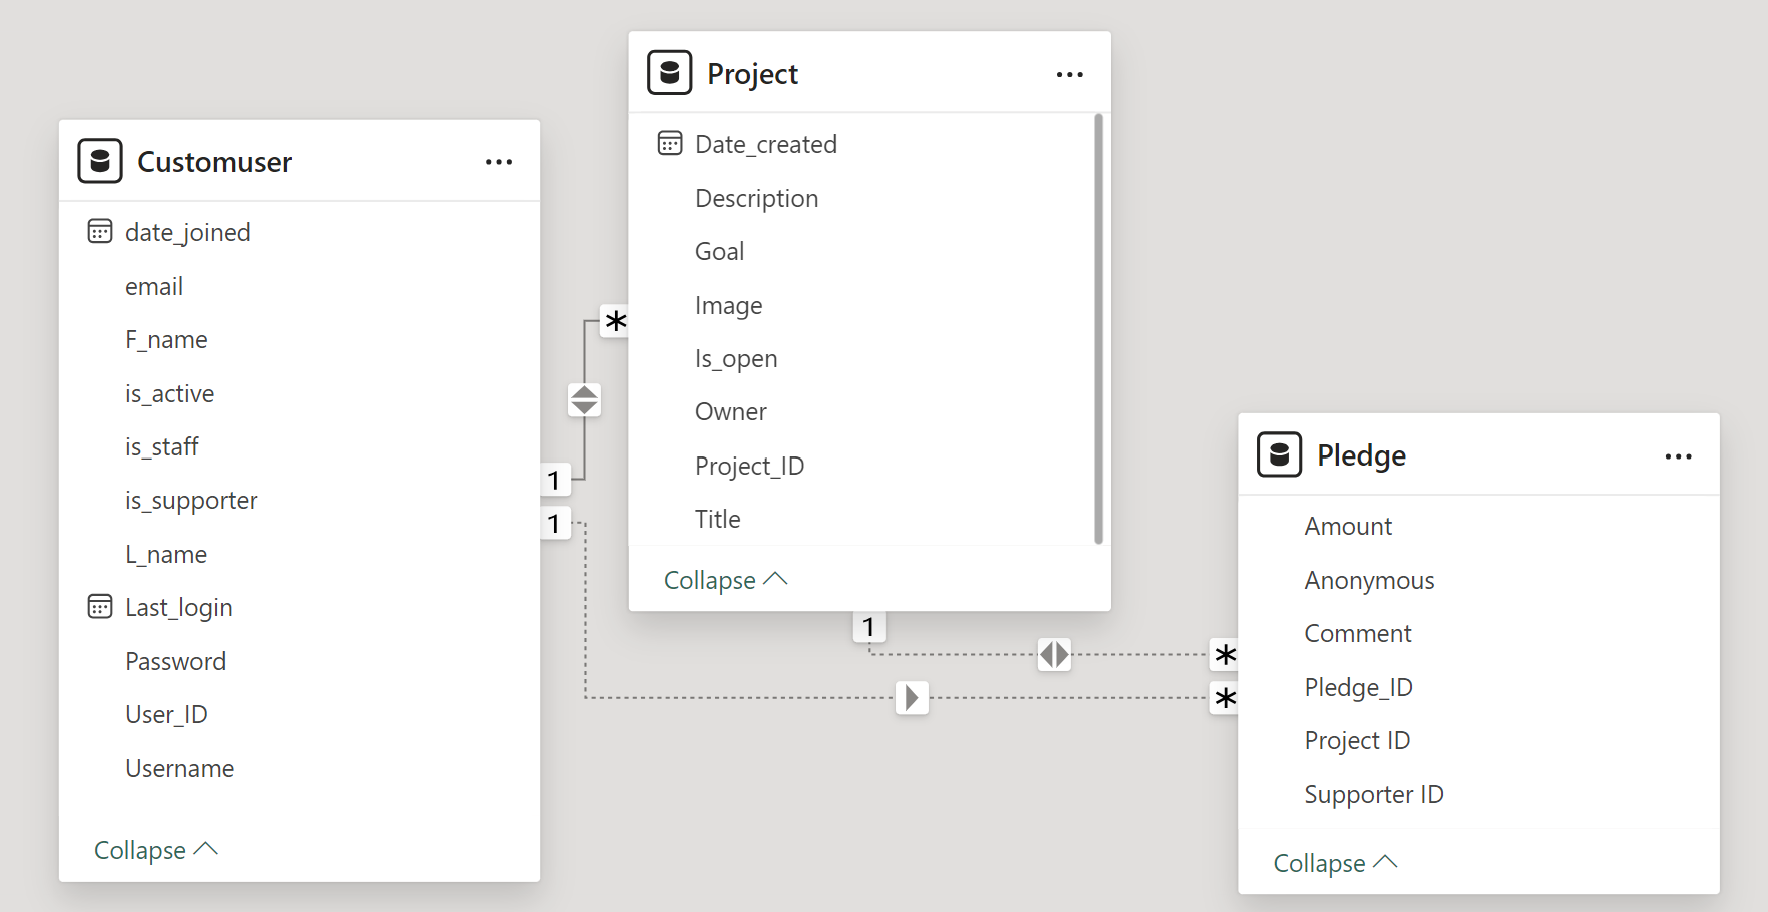 Customuser
date_joined
email
F_name
is_active
is_staff
is_supporter
L_name
Last_login
Password
User_ID
Username
Collapse
Project
Date_created
Description
Goal
Image
Is_open
Owner
Project_ID
Title
Collapse
*
1
1
1
*
*
Pledge
Amount
Anonymous
Comment
Pledge_ID
Project ID
Supporter ID
Collapse